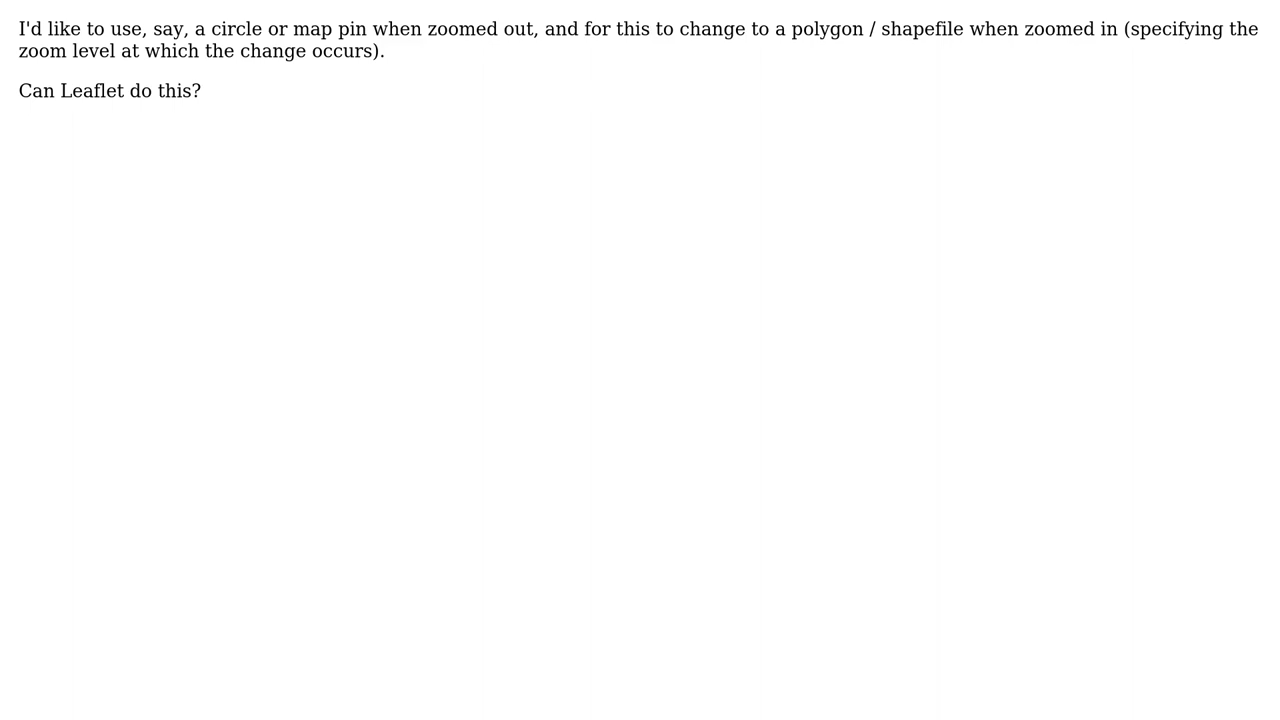 I'd like to use, say, a circle or map pin when zoomed out, and for this to change to a polygon / shapefile when zoomed in (specifying the
zoom level at which the change occurs).
Can Leaflet do this?